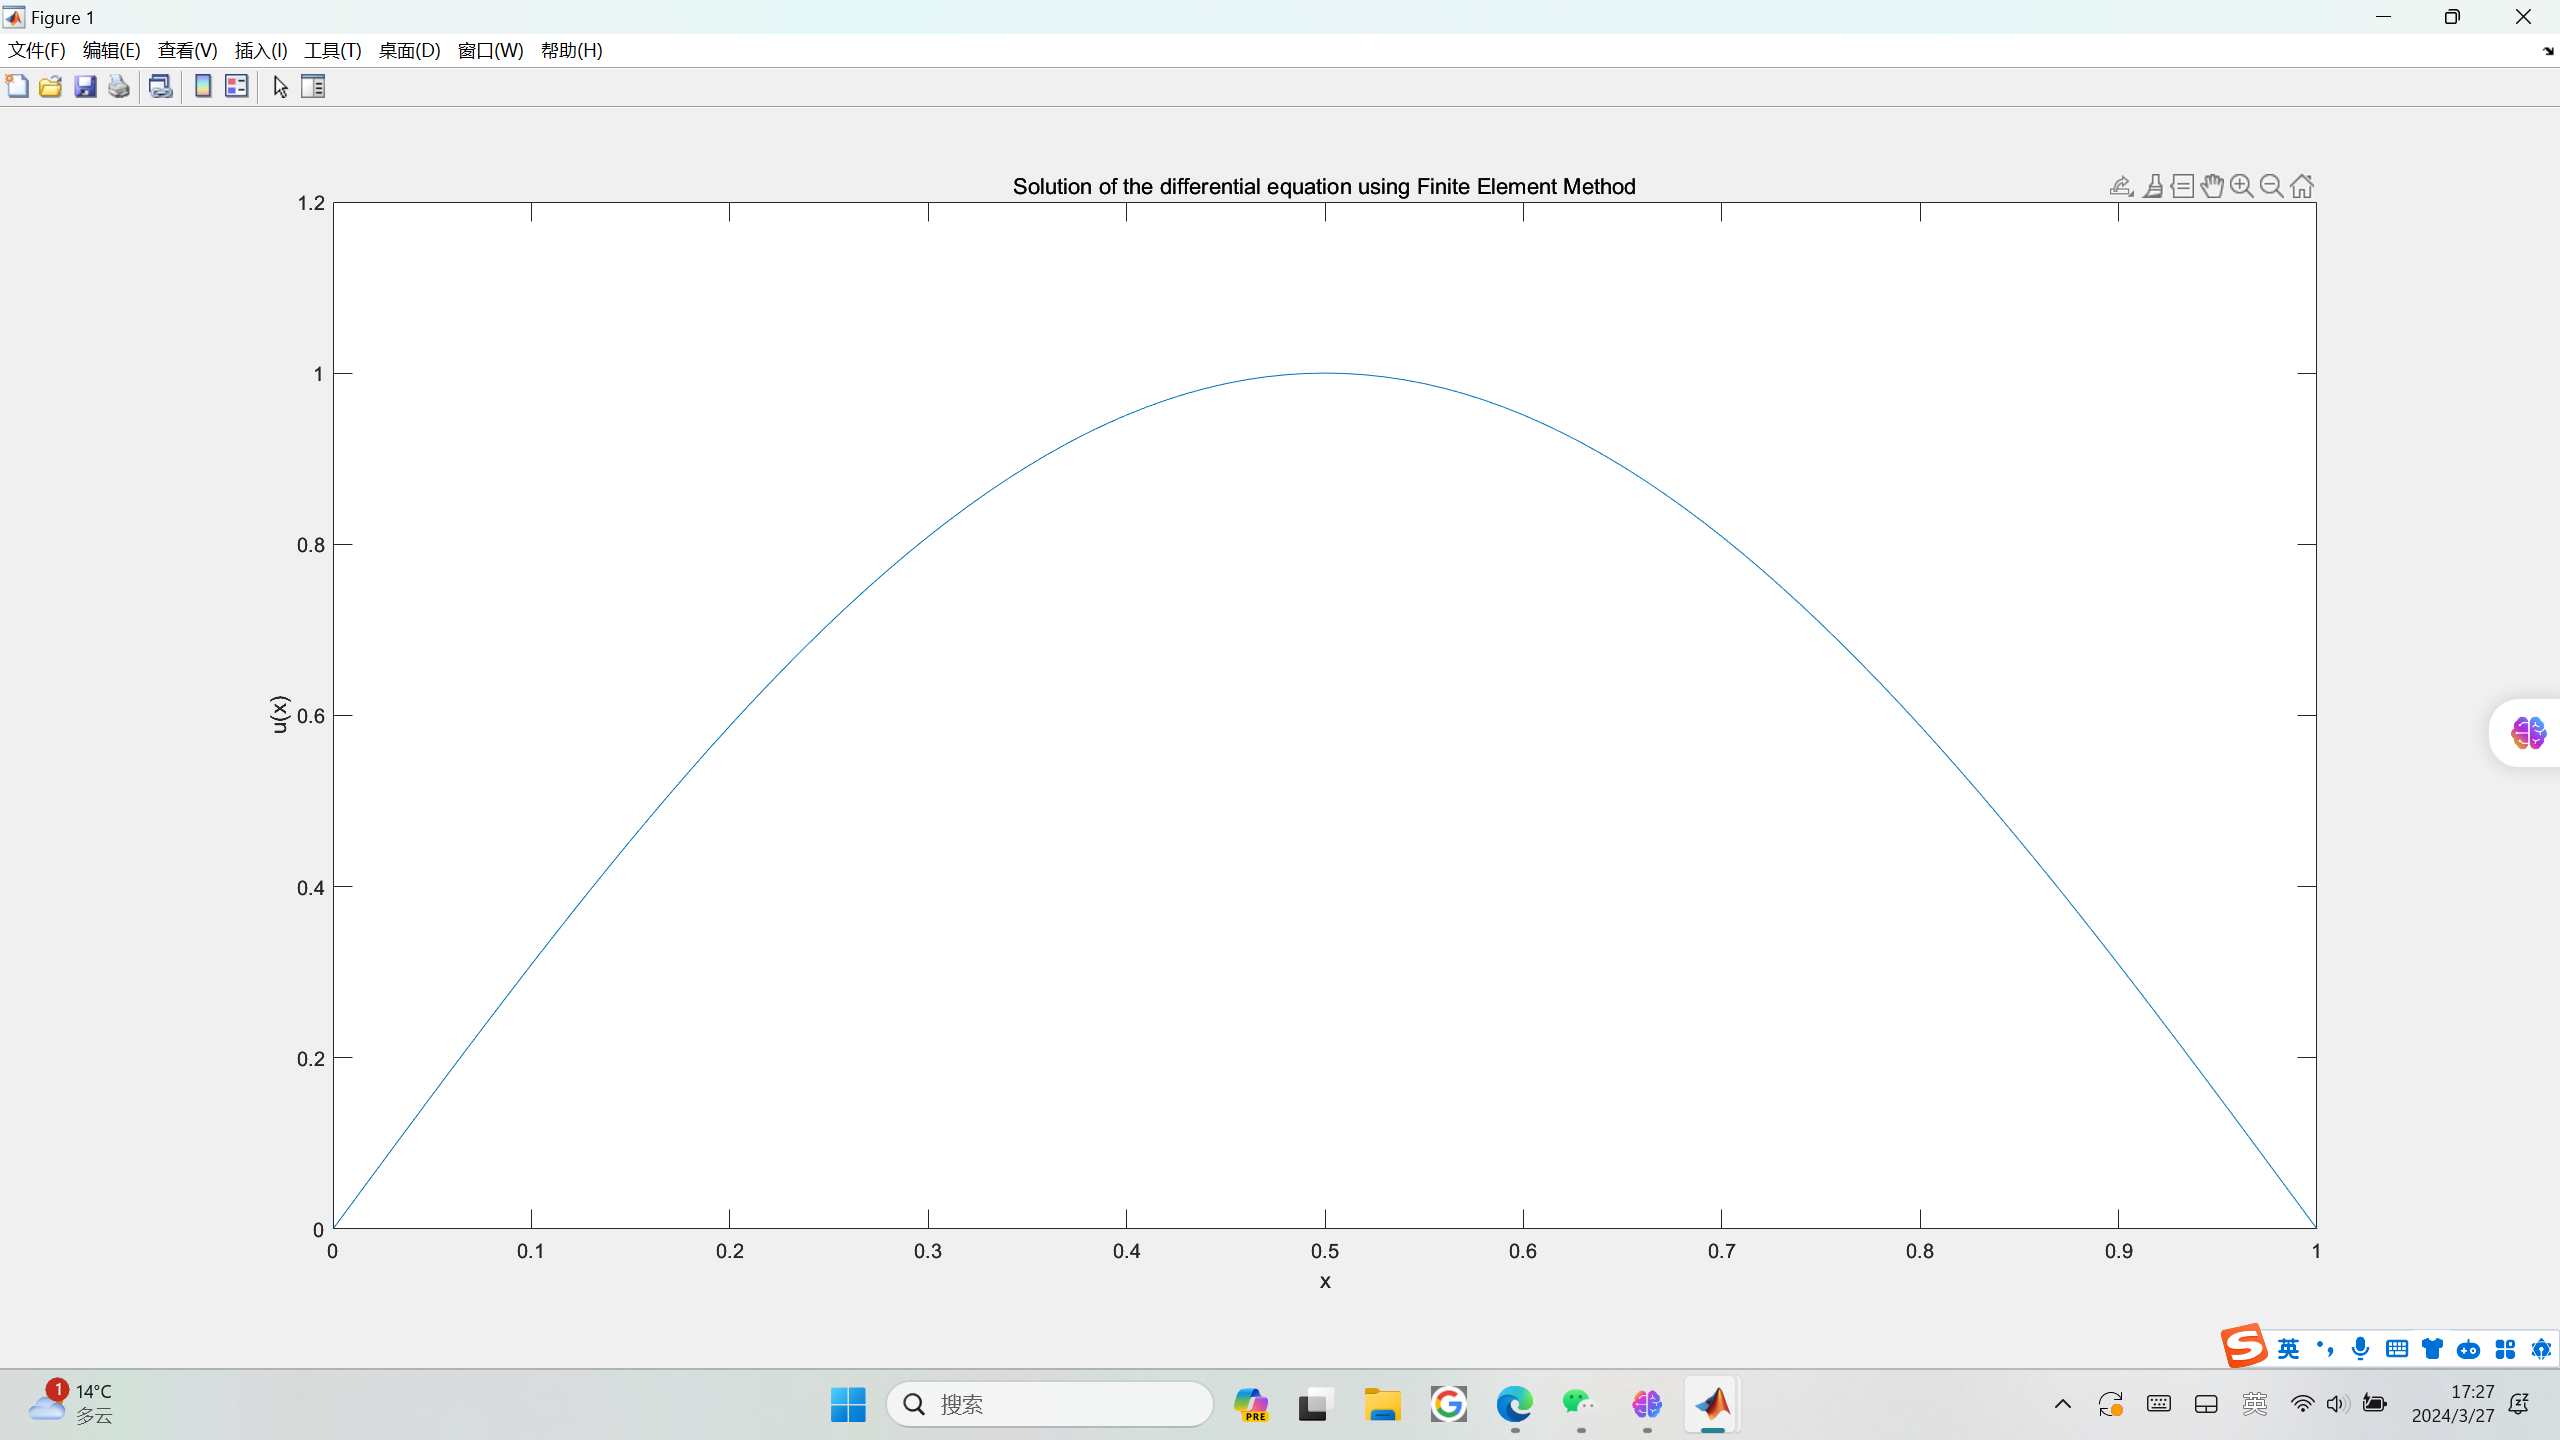 Figure 1
文件(F) 编辑(E) 查看(V) 插入(I) 工具(T) 桌面(D) 窗口(W) 帮助(H)
Solution of the differential equation using Finite Element Method
1.2
1
0.8
0.6
0.4
0.2
0
u(x)
0 0.1 0.2 0.3 0.4 0.5 0.6 0.7 0.8 0.9 1
x
英
1 14°C
多云
搜索
PRE
英
17:27
2024/3/27